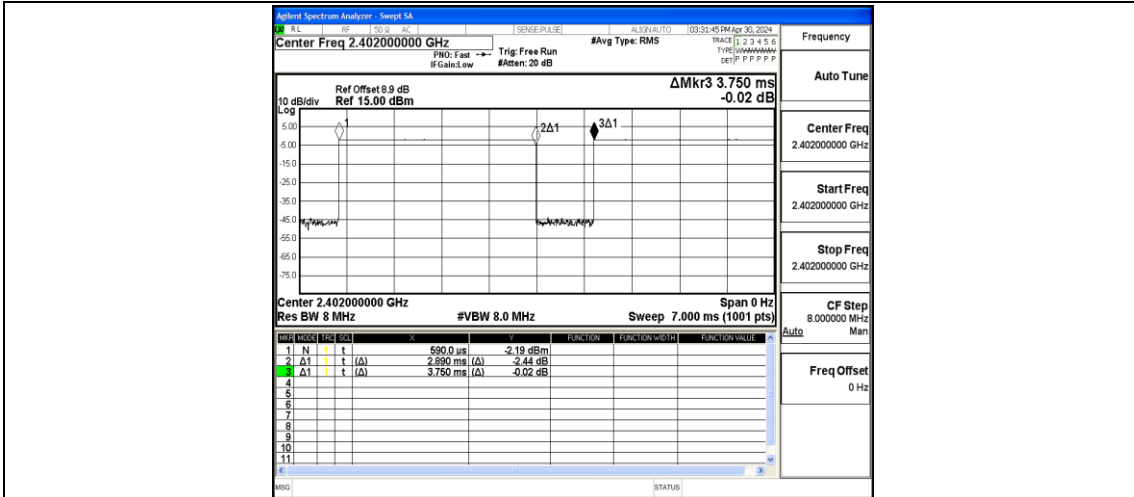 Agilent Spectrum Analyzer - Swept SA
RL RF 50 Ω AC SENSE:PULSE ALIGN AUTO 03:31:45 PM Apr 30, 2024
Center Freq 2.402000000 GHz
#Avg Type: RMS
TRACE 1 2 3 4 5 6
TYPE
DET P P P P P P
PNO: Fast
IFGain:Low
Trig: Free Run
#Atten: 20 dB
ΔMkr3 3.750 ms
-0.02 dB
Ref Offset 8.9 dB
10 dB/div Ref 15.00 dBm
Log
5.00
-5.00
-15.0
-25.0
-35.0
-45.0
-55.0
-65.0
-75.0
1
2Δ1
3Δ1
Center 2.402000000 GHz Span 0 Hz
Res BW 8 MHz #VBW 8.0 MHz Sweep 7.000 ms (1001 pts)
MKR MODE TRC SCL X Y FUNCTION FUNCTION WIDTH FUNCTION VALUE
1 N 1 t 590.0 us -2.19 dBm
2 Δ1 1 t (Δ) 2.890 ms (Δ) -2.44 dB
3 Δ1 1 t (Δ) 3.750 ms (Δ) -0.02 dB
4
5
6
7
8
9
10
11
MSG STATUS
Frequency
Auto Tune
Center Freq
2.402000000 GHz
Start Freq
2.402000000 GHz
Stop Freq
2.402000000 GHz
CF Step
8.000000 MHz
Auto Man
Freq Offset
0 Hz